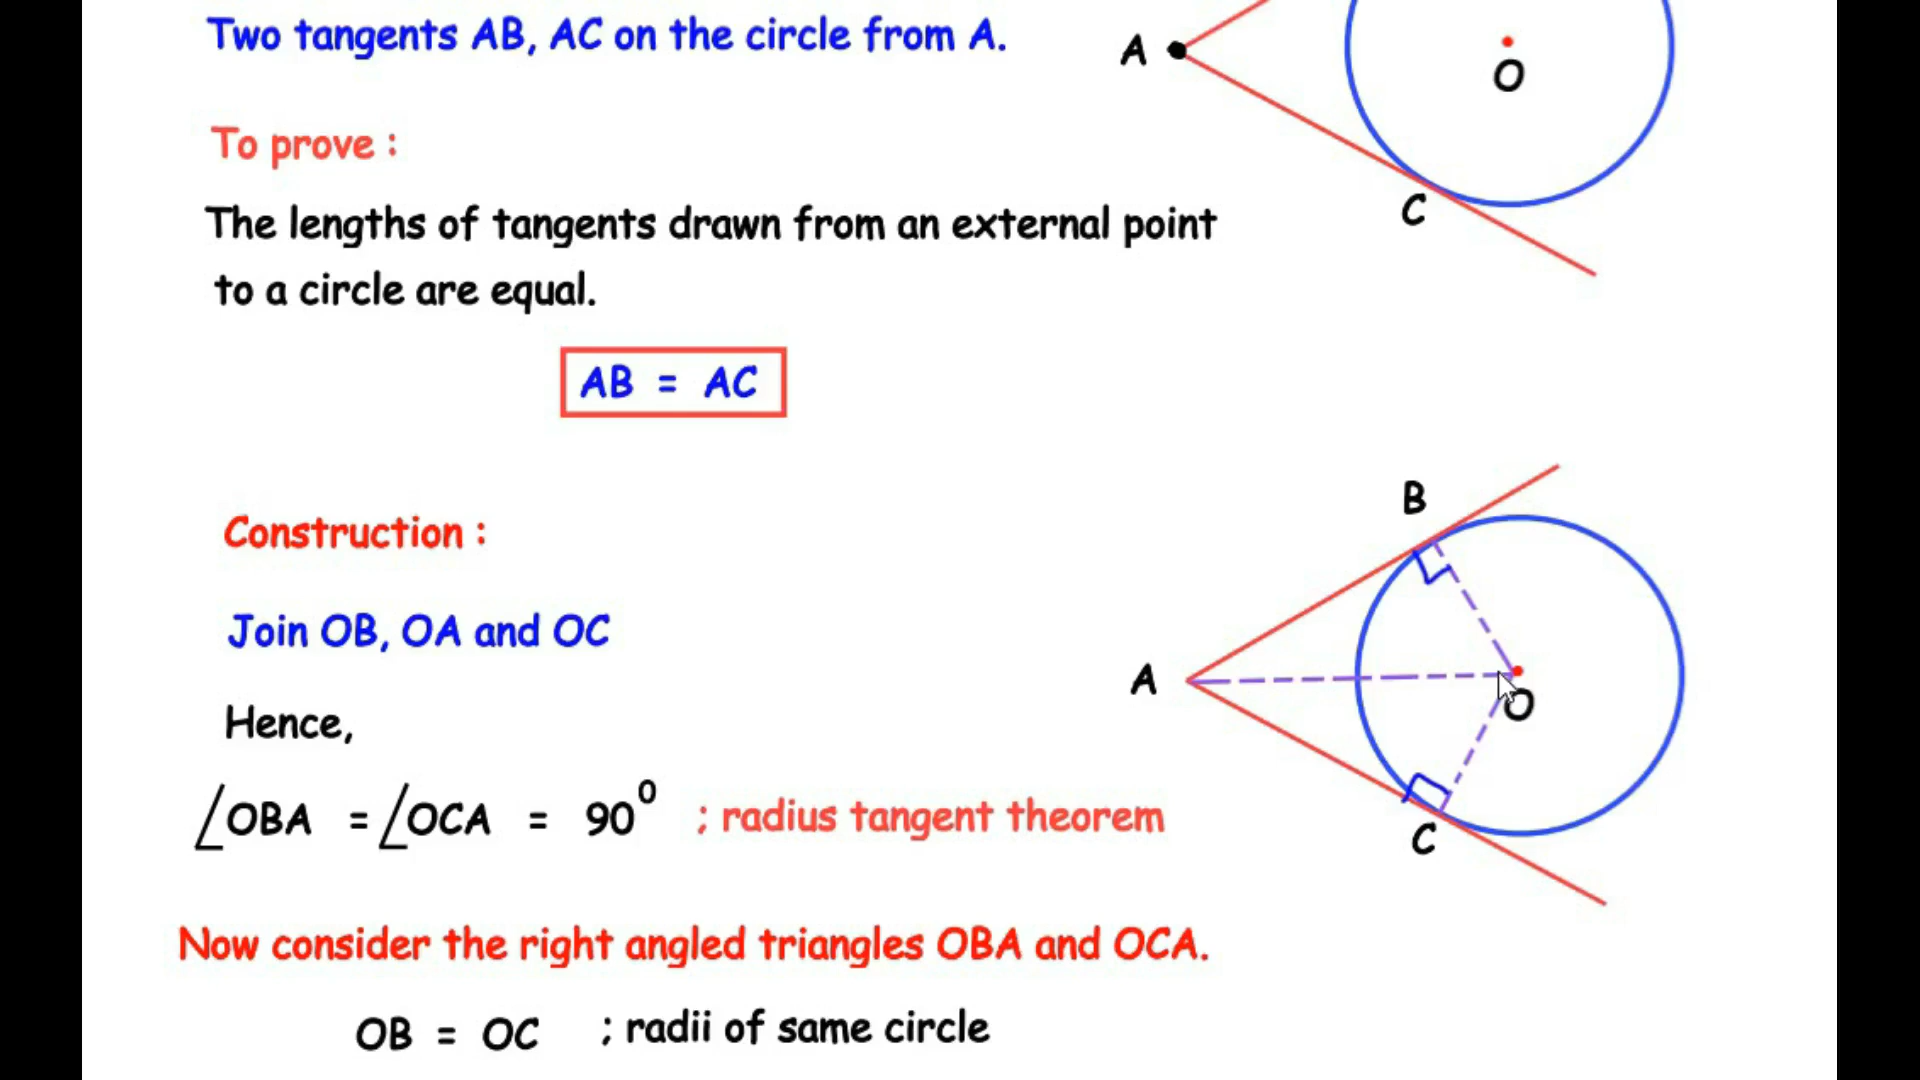 Two tangents AB, AC on the circle from A.
A
O
To prove :
C
The lengths of tangents drawn from an external point
to a circle are equal.
AB = AC
B
Construction :
Join OB, OA and OC
A
O
Hence,
∠OBA = ∠OCA = 90⁰ ; radius tangent theorem
C
Now consider the right angled triangles OBA and OCA.
OB = OC ; radii of same circle